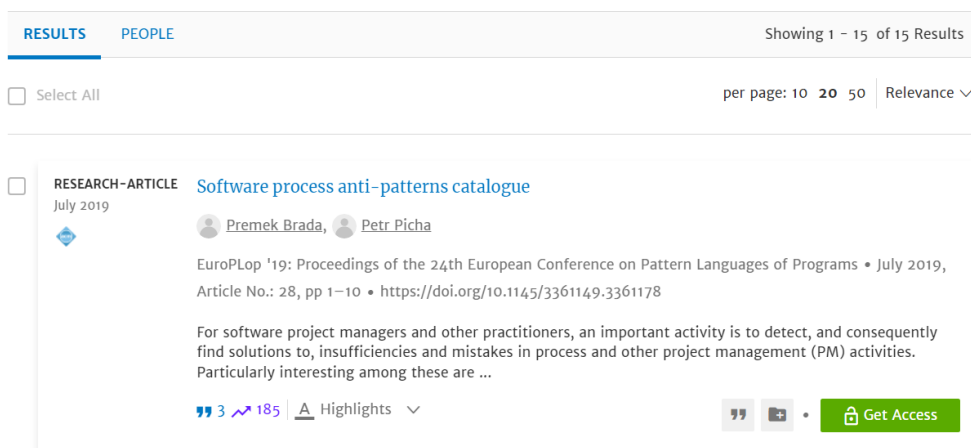 RESULTS PEOPLE Showing 1 - 15 of 15 Results
Select All per page: 10 20 50 Relevance
RESEARCH-ARTICLE Software process anti-patterns catalogue
July 2019
Premek Brada, Petr Picha
EuroPLop '19: Proceedings of the 24th European Conference on Pattern Languages of Programs • July 2019,
Article No.: 28, pp 1–10 • https://doi.org/10.1145/3361149.3361178
For software project managers and other practitioners, an important activity is to detect, and consequently
find solutions to, insufficiencies and mistakes in process and other project management (PM) activities.
Particularly interesting among these are ...
3 185 A Highlights • Get Access